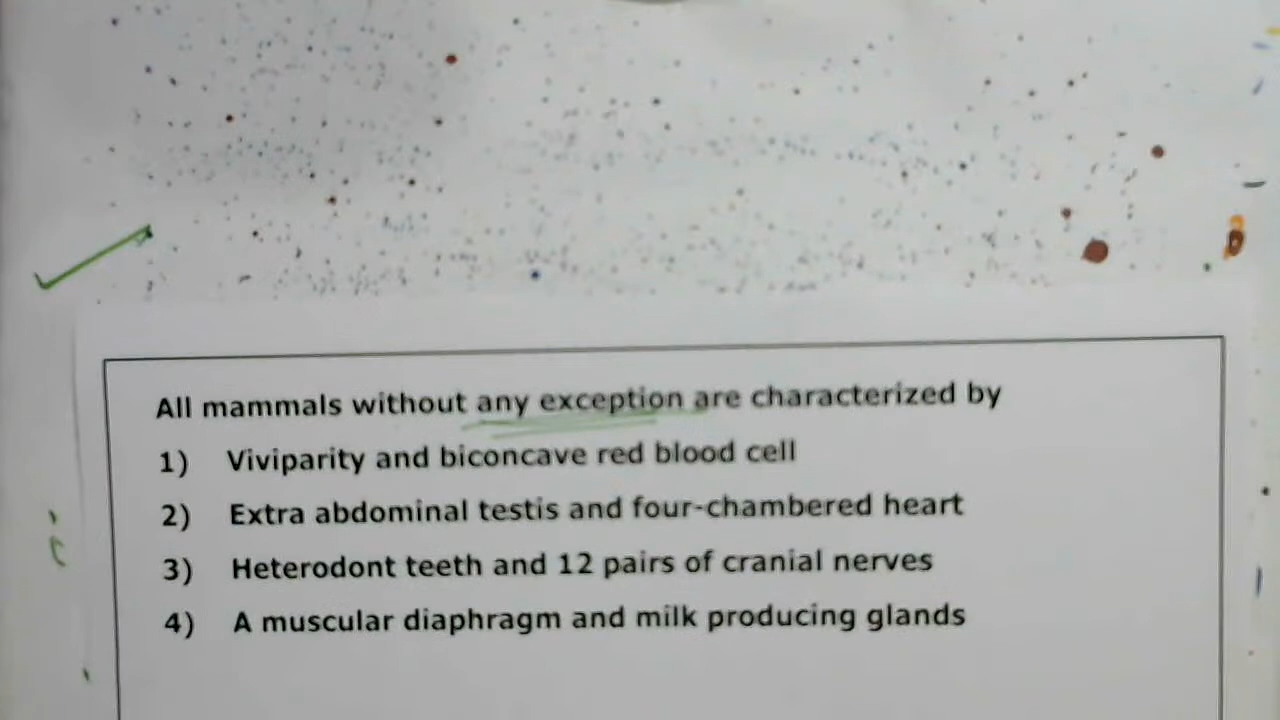 All mammals without any exception are characterized by
1) Viviparity and biconcave red blood cell
2) Extra abdominal testis and four-chambered heart
3) Heterodont teeth and 12 pairs of cranial nerves
4) A muscular diaphragm and milk producing glands